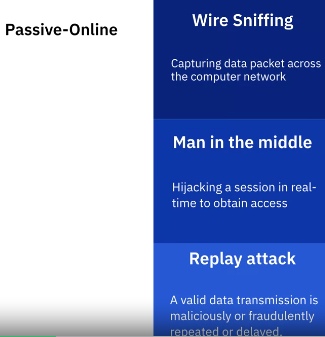 Passive-Online
Wire Sniffing
Capturing data packet across
the computer network
Man in the middle
Hijacking a session in real-
time to obtain access
Replay attack
A valid data transmission is
maliciously or fraudulently
repeated or delayed.